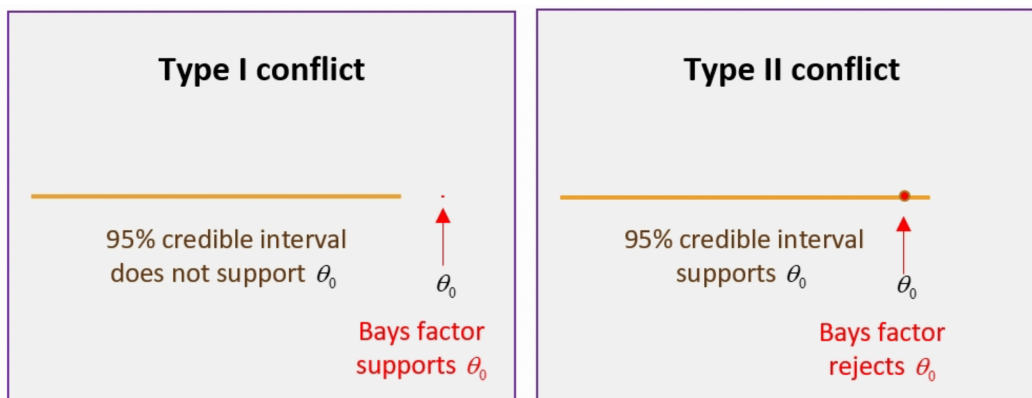 Type I conflict
95% credible interval
does not support θ₀
θ₀
Bays factor
supports θ₀
Type II conflict
95% credible interval
supports θ₀
θ₀
Bays factor
rejects θ₀